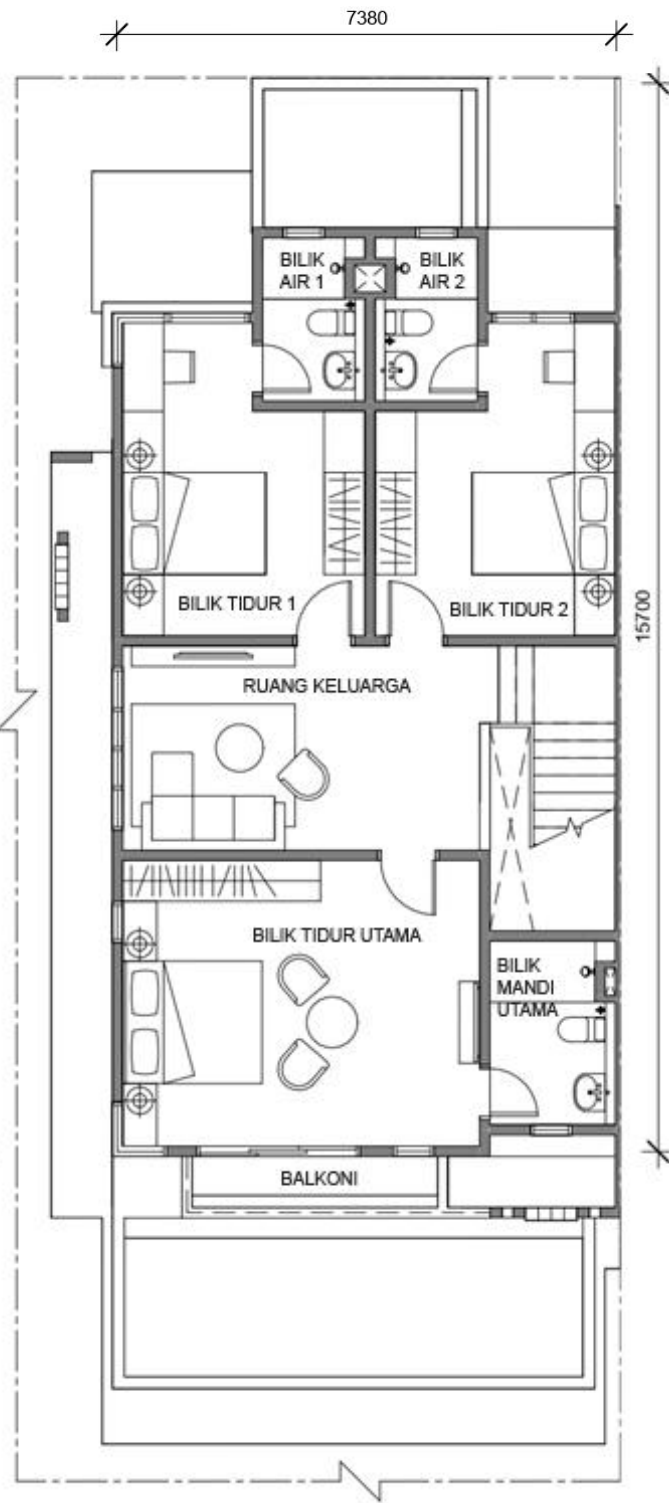 7380
BILIK
AIR 1
BILIK
AIR 2
BILIK TIDUR 1
BILIK TIDUR 2
15700
RUANG KELUARGA
BILIK TIDUR UTAMA
BILIK
MANDI
UTAMA
BALKONI